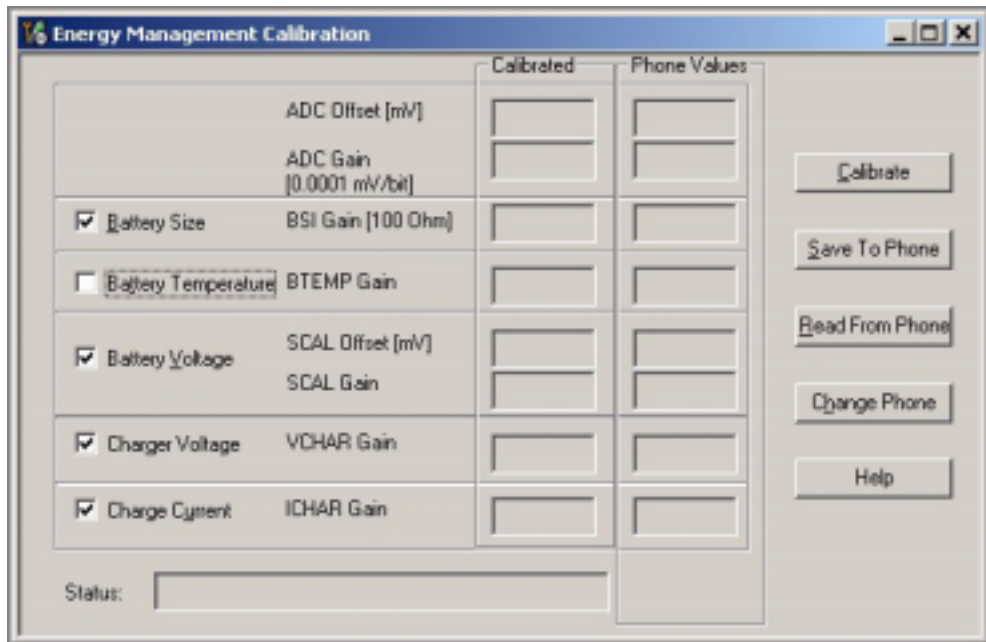 Energy Management Calibration
Calibrated Phone Values
ADC Offset [mV]
ADC Gain
[0.0001 mV/bit]
Calibrate
Battery Size BSI Gain [100 Ohm]
Save To Phone
Battery Temperature BTEMP Gain
Read From Phone
SCAL Offset [mV]
Battery Voltage
SCAL Gain
Change Phone
Charger Voltage VCHAR Gain
Help
Charge Current ICHAR Gain
Status: